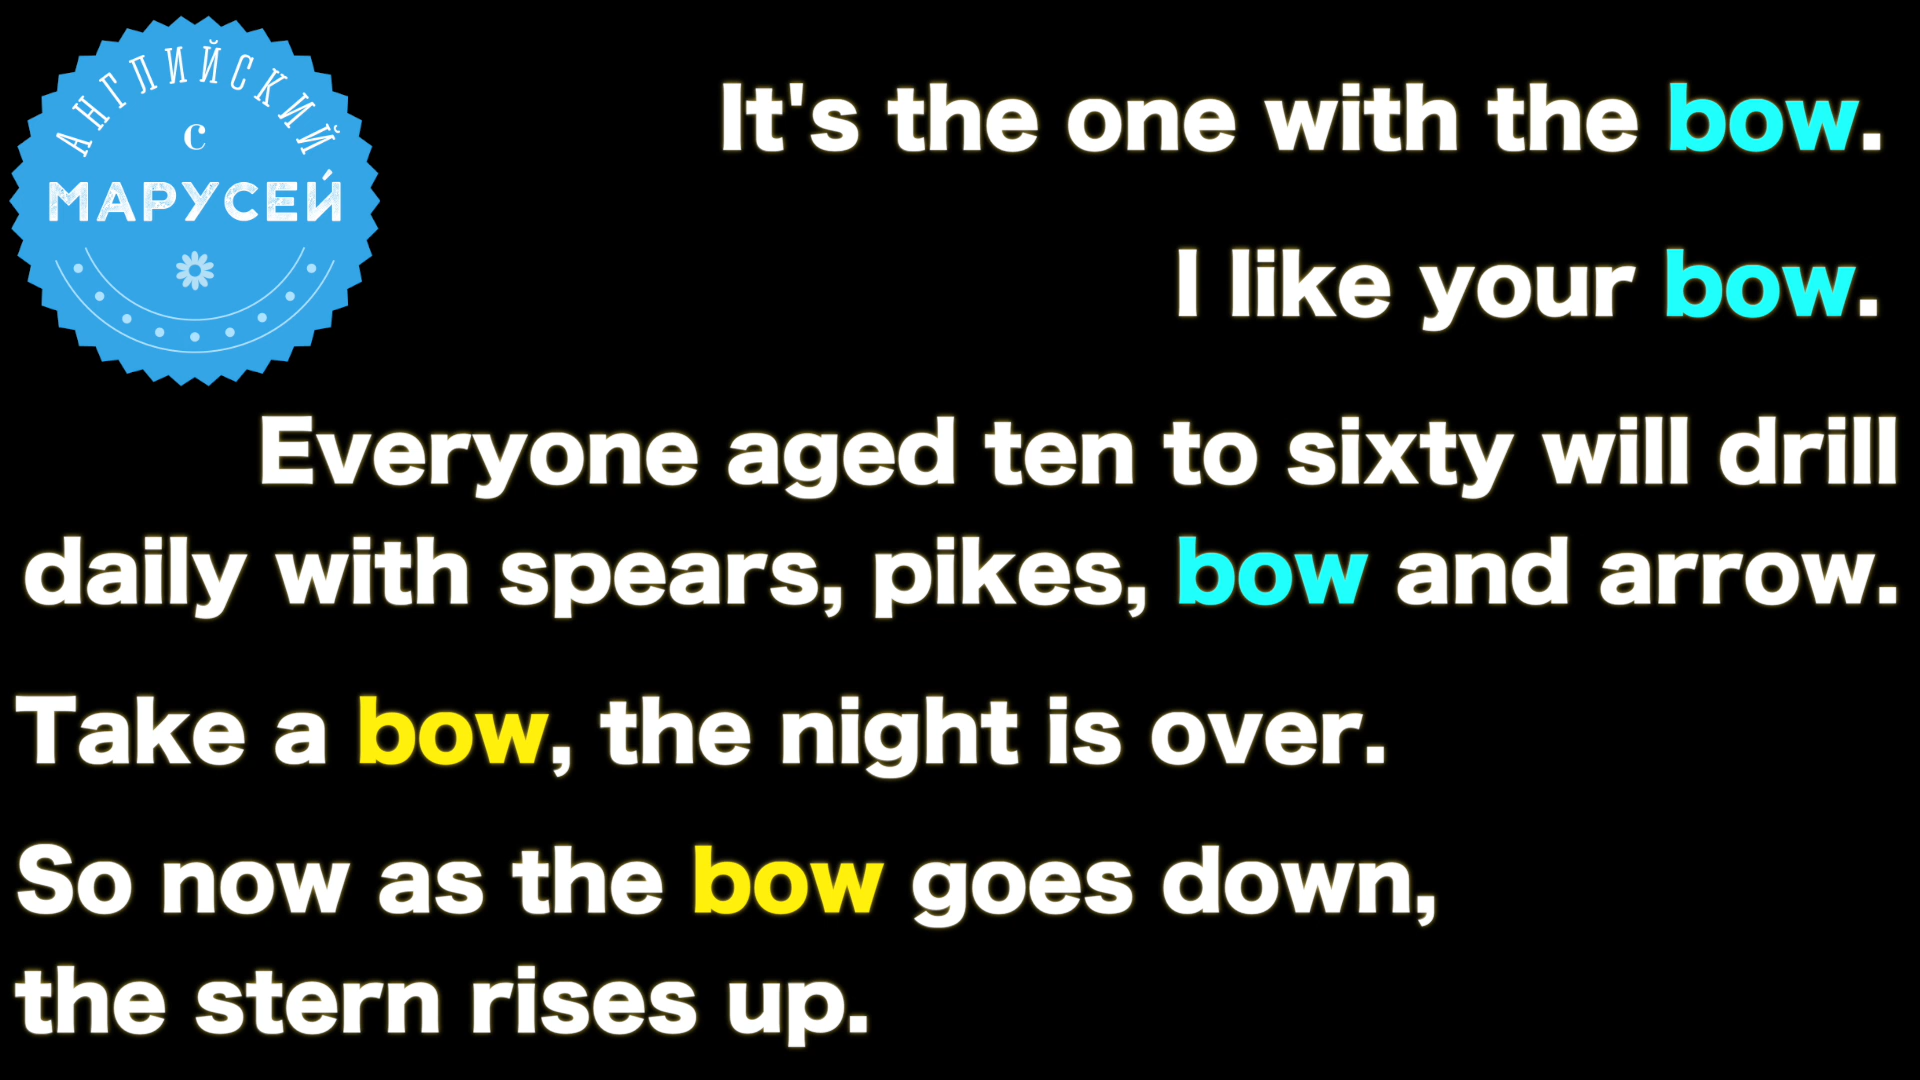 АНГЛИЙСКИЙ
С
МАРУСЕЙ
It's the one with the bow.
I like your bow.
Everyone aged ten to sixty will drill
daily with spears, pikes, bow and arrow.
Take a bow, the night is over.
So now as the bow goes down,
the stern rises up.